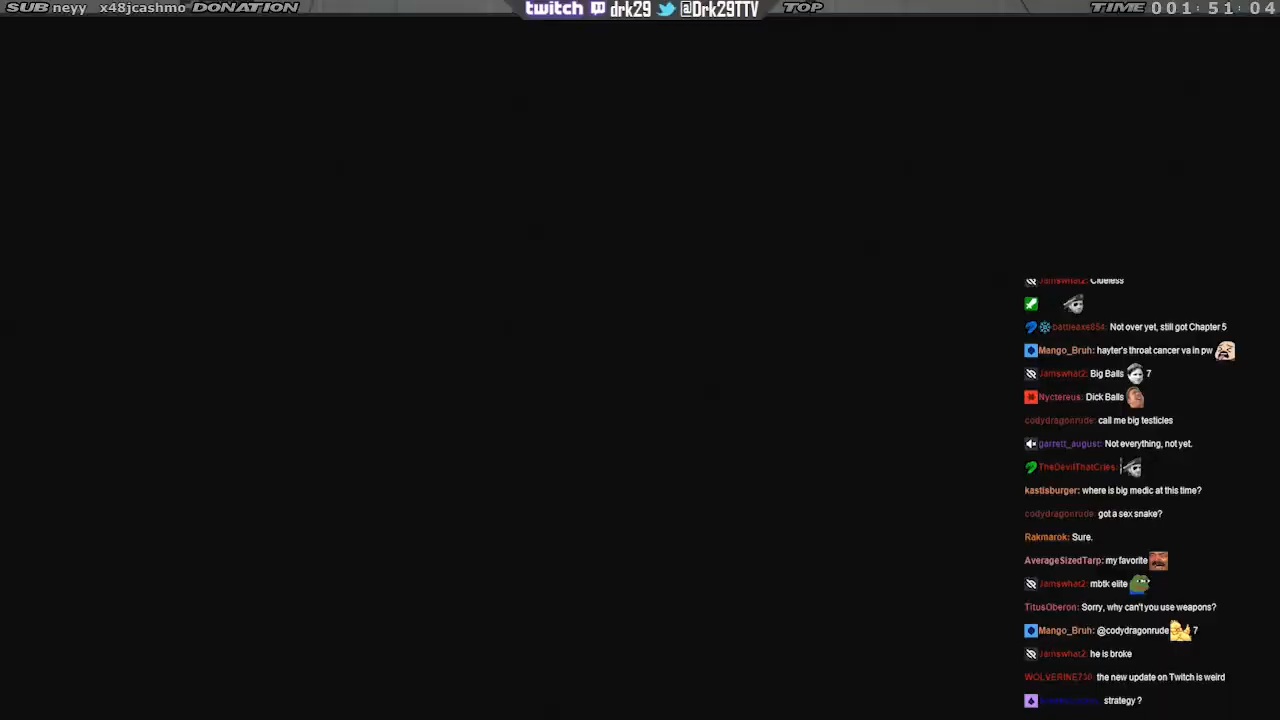 SUB neyy x48jcashmo DONATION
twitch drk29 @Drk29TTV
TOP
TIME 001:51:04
Jamswhat2: Clueless
battleaxe854: Not over yet, still got Chapter 5
Mango_Bruh: hayter's throat cancer va in pw
Jamswhat2: Big Balls 7
Nyctereus: Dick Balls
codydragonrude: call me big testicles
garrett_august: Not everything, not yet.
TheDevilThatCries:
kastisburger: where is big medic at this time?
codydragonrude: got a sex snake?
Rakmarok: Sure.
AverageSizedTarp: my favorite
Jamswhat2: mbtk elite
TitusOberon: Sorry, why can't you use weapons?
Mango_Bruh: @codydragonrude 7
Jamswhat2: he is broke
WOLVERINE730: the new update on Twitch is weird
strategy ?